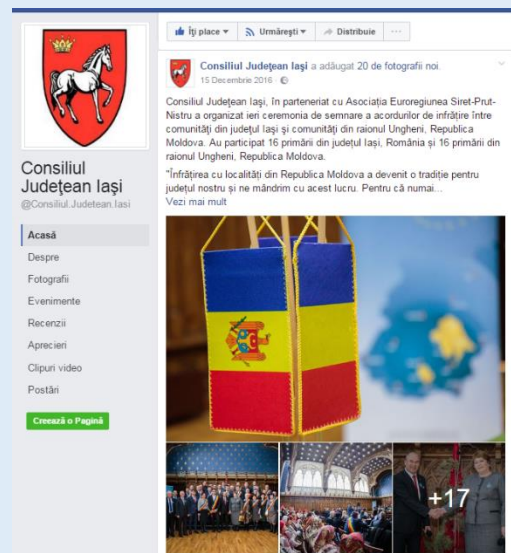 Îți place
Urmărești
Distribuie
Consiliul Județean Iași a adăugat 20 de fotografii noi.
15 Decembrie 2016
Consiliul Județean Iași, în parteneriat cu Asociația Euroregiunea Siret-Prut-
Nistru a organizat ieri ceremonia de semnare a acordurilor de infrățire între
comunități din județul Iași și comunități din raionul Ungheni, Republica
Moldova. Au participat 16 primării din județul Iași, România și 16 primării din
raionul Ungheni, Republica Moldova.
"Înfrățirea cu localități din Republica Moldova a devenit o tradiție pentru
județul nostru și ne mândrim cu acest lucru. Pentru că numai...
Vezi mai mult
Consiliul
Județean Iași
@Consiliul.Judetean.Iasi
Acasă
Despre
Fotografii
Evenimente
Recenzii
Aprecieri
Clipuri video
Postări
Creează o Pagină
+17